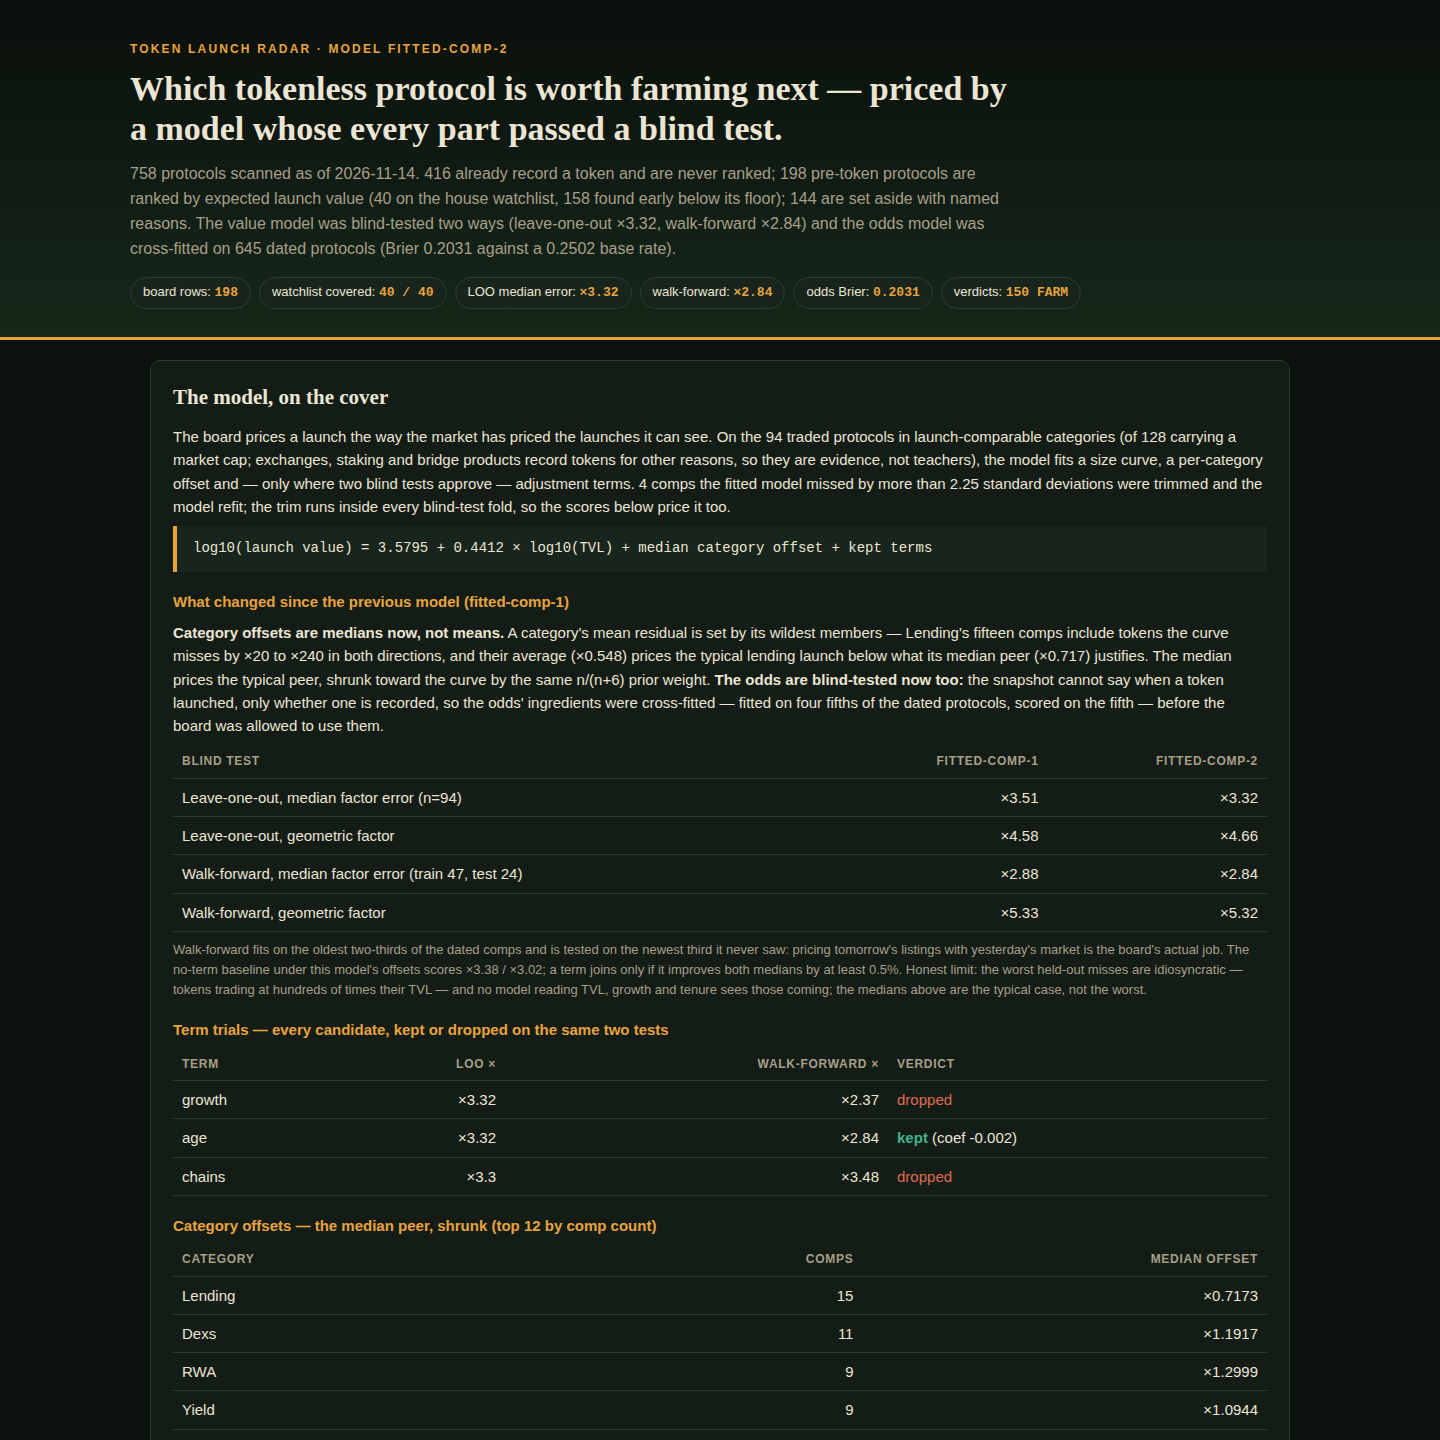 TOKEN LAUNCH RADAR · MODEL FITTED-COMP-2
Which tokenless protocol is worth farming next — priced by
a model whose every part passed a blind test.
758 protocols scanned as of 2026-11-14. 416 already record a token and are never ranked; 198 pre-token protocols are
ranked by expected launch value (40 on the house watchlist, 158 found early below its floor); 144 are set aside with named
reasons. The value model was blind-tested two ways (leave-one-out ×3.32, walk-forward ×2.84) and the odds model was
cross-fitted on 645 dated protocols (Brier 0.2031 against a 0.2502 base rate).
board rows: 198 watchlist covered: 40 / 40 LOO median error: ×3.32 walk-forward: ×2.84 odds Brier: 0.2031 verdicts: 150 FARM
The model, on the cover
The board prices a launch the way the market has priced the launches it can see. On the 94 traded protocols in launch-comparable categories (of 128 carrying a
market cap; exchanges, staking and bridge products record tokens for other reasons, so they are evidence, not teachers), the model fits a size curve, a per-category
offset and — only where two blind tests approve — adjustment terms. 4 comps the fitted model missed by more than 2.25 standard deviations were trimmed and the
model refit; the trim runs inside every blind-test fold, so the scores below price it too.
log10(launch value) = 3.5795 + 0.4412 × log10(TVL) + median category offset + kept terms
What changed since the previous model (fitted-comp-1)
Category offsets are medians now, not means. A category's mean residual is set by its wildest members — Lending's fifteen comps include tokens the curve
misses by ×20 to ×240 in both directions, and their average (×0.548) prices the typical lending launch below what its median peer (×0.717) justifies. The median
prices the typical peer, shrunk toward the curve by the same n/(n+6) prior weight. The odds are blind-tested now too: the snapshot cannot say when a token
launched, only whether one is recorded, so the odds' ingredients were cross-fitted — fitted on four fifths of the dated protocols, scored on the fifth — before the
board was allowed to use them.
BLIND TEST FITTED-COMP-1 FITTED-COMP-2
Leave-one-out, median factor error (n=94) ×3.51 ×3.32
Leave-one-out, geometric factor ×4.58 ×4.66
Walk-forward, median factor error (train 47, test 24) ×2.88 ×2.84
Walk-forward, geometric factor ×5.33 ×5.32
Walk-forward fits on the oldest two-thirds of the dated comps and is tested on the newest third it never saw: pricing tomorrow's listings with yesterday's market is the board's actual job. The
no-term baseline under this model's offsets scores ×3.38 / ×3.02; a term joins only if it improves both medians by at least 0.5%. Honest limit: the worst held-out misses are idiosyncratic —
tokens trading at hundreds of times their TVL — and no model reading TVL, growth and tenure sees those coming; the medians above are the typical case, not the worst.
Term trials — every candidate, kept or dropped on the same two tests
TERM LOO × WALK-FORWARD × VERDICT
growth ×3.32 ×2.37 dropped
age ×3.32 ×2.84 kept (coef -0.002)
chains ×3.3 ×3.48 dropped
Category offsets — the median peer, shrunk (top 12 by comp count)
CATEGORY COMPS MEDIAN OFFSET
Lending 15 ×0.7173
Dexs 11 ×1.1917
RWA 9 ×1.2999
Yield 9 ×1.0944